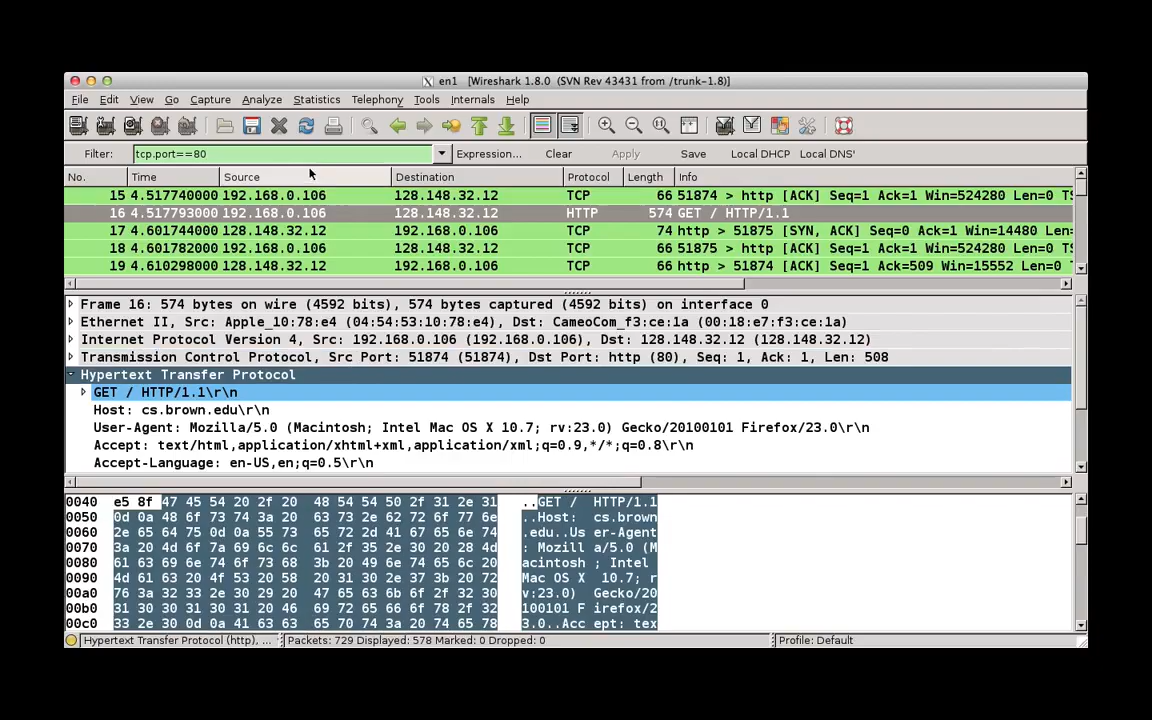 en1 [Wireshark 1.8.0 (SVN Rev 43431 from /trunk-1.8)]
File Edit View Go Capture Analyze Statistics Telephony Tools Internals Help
Filter: tcp.port==80 Expression... Clear Apply Save Local DHCP Local DNS'
No. Time Source Destination Protocol Length Info
15 4.517740000 192.168.0.106 128.148.32.12 TCP 66 51874 > http [ACK] Seq=1 Ack=1 Win=524280 Len=0 TS
16 4.517793000 192.168.0.106 128.148.32.12 HTTP 574 GET / HTTP/1.1
17 4.601744000 128.148.32.12 192.168.0.106 TCP 74 http > 51875 [SYN, ACK] Seq=0 Ack=1 Win=14480 Len=
18 4.601782000 192.168.0.106 128.148.32.12 TCP 66 51875 > http [ACK] Seq=1 Ack=1 Win=524280 Len=0 T
19 4.610298000 128.148.32.12 192.168.0.106 TCP 66 http > 51874 [ACK] Seq=1 Ack=509 Win=15552 Len=0
Frame 16: 574 bytes on wire (4592 bits), 574 bytes captured (4592 bits) on interface 0
Ethernet II, Src: Apple_10:78:e4 (04:54:53:10:78:e4), Dst: CameoCom_f3:ce:1a (00:18:e7:f3:ce:1a)
Internet Protocol Version 4, Src: 192.168.0.106 (192.168.0.106), Dst: 128.148.32.12 (128.148.32.12)
Transmission Control Protocol, Src Port: 51874 (51874), Dst Port: http (80), Seq: 1, Ack: 1, Len: 508
Hypertext Transfer Protocol
GET / HTTP/1.1\r\n
Host: cs.brown.edu\r\n
User-Agent: Mozilla/5.0 (Macintosh; Intel Mac OS X 10.7; rv:23.0) Gecko/20100101 Firefox/23.0\r\n
Accept: text/html,application/xhtml+xml,application/xml;q=0.9,*/*;q=0.8\r\n
Accept-Language: en-US,en;q=0.5\r\n
0040 e5 8f 47 45 54 20 2f 20 48 54 54 50 2f 31 2e 31 ..GET / HTTP/1.1
0050 0d 0a 48 6f 73 74 3a 20 63 73 2e 62 72 6f 77 6e ..Host: cs.brown
0060 2e 65 64 75 0d 0a 55 73 65 72 2d 41 67 65 6e 74 .edu..Us er-Agent
0070 3a 20 4d 6f 7a 69 6c 6c 61 2f 35 2e 30 20 28 4d : Mozill a/5.0 (M
0080 61 63 69 6e 74 6f 73 68 3b 20 49 6e 74 65 6c 20 acintosh ; Intel
0090 4d 61 63 20 4f 53 20 58 20 31 30 2e 37 3b 20 72 Mac OS X 10.7; r
00a0 76 3a 32 33 2e 30 29 20 47 65 63 6b 6f 2f 32 30 v:23.0) Gecko/20
00b0 31 30 30 31 30 31 20 46 69 72 65 66 6f 78 2f 32 100101 F irefox/2
00c0 33 2e 30 0d 0a 41 63 63 65 70 74 3a 20 74 65 78 3.0..Acc ept: tex
Hypertext Transfer Protocol (http), ... Packets: 729 Displayed: 578 Marked: 0 Dropped: 0 Profile: Default